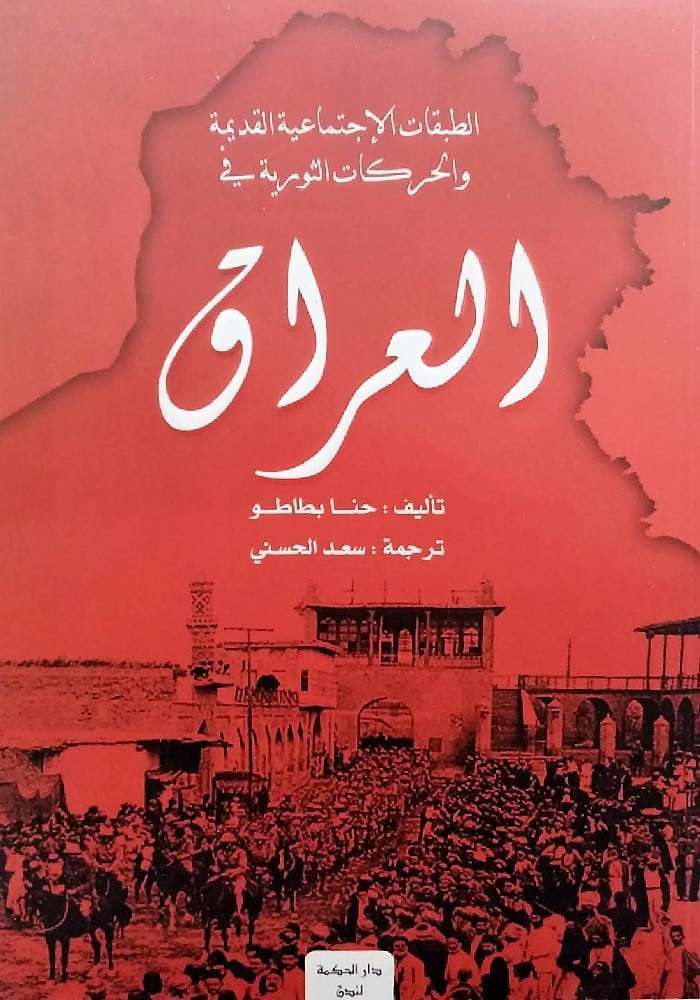 الطبقات الإجتماعية القديمة
والحركات الثورية في
العراق
تأليف : حنا بطاطو
ترجمة : سعد الحسني
دار الحكمة
لندن